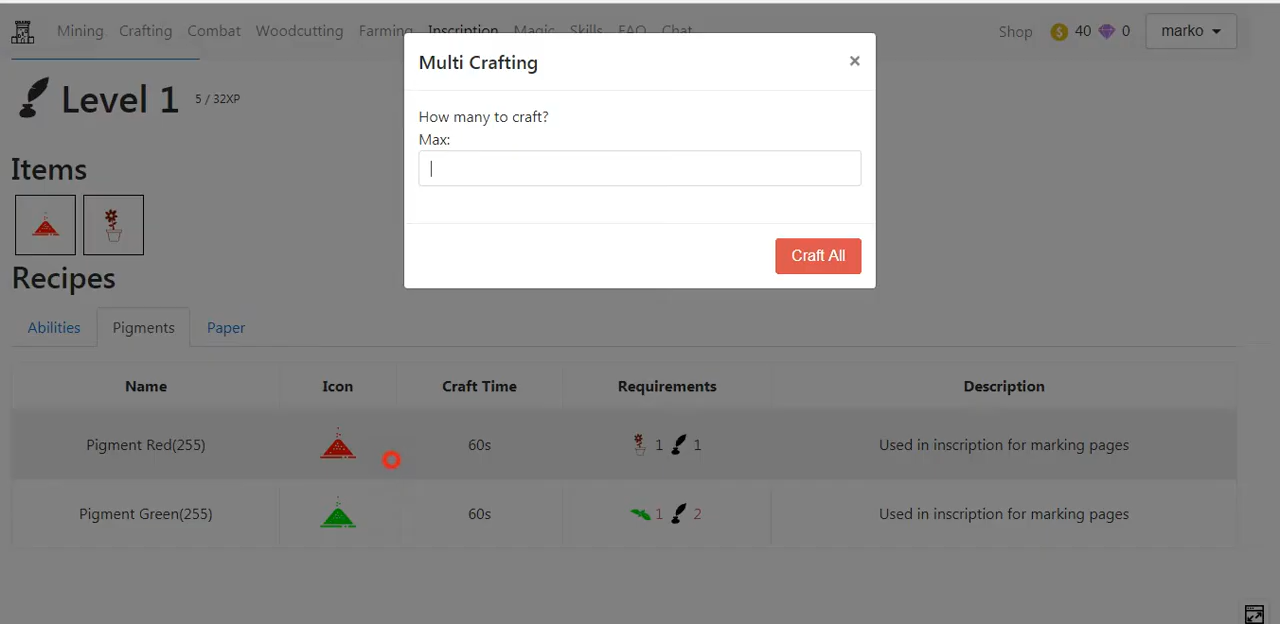 Mining Crafting Combat Woodcutting Farming Inscription Magic Skills FAQ Chat Shop $ 40 0 marko
Multi Crafting ×
Level 1 5 / 32XP
How many to craft?
Max:
Items
Craft All
Recipes
Abilities Pigments Paper
Name Icon Craft Time Requirements Description
Pigment Red(255) 60s 1 1 Used in inscription for marking pages
Pigment Green(255) 60s 1 2 Used in inscription for marking pages